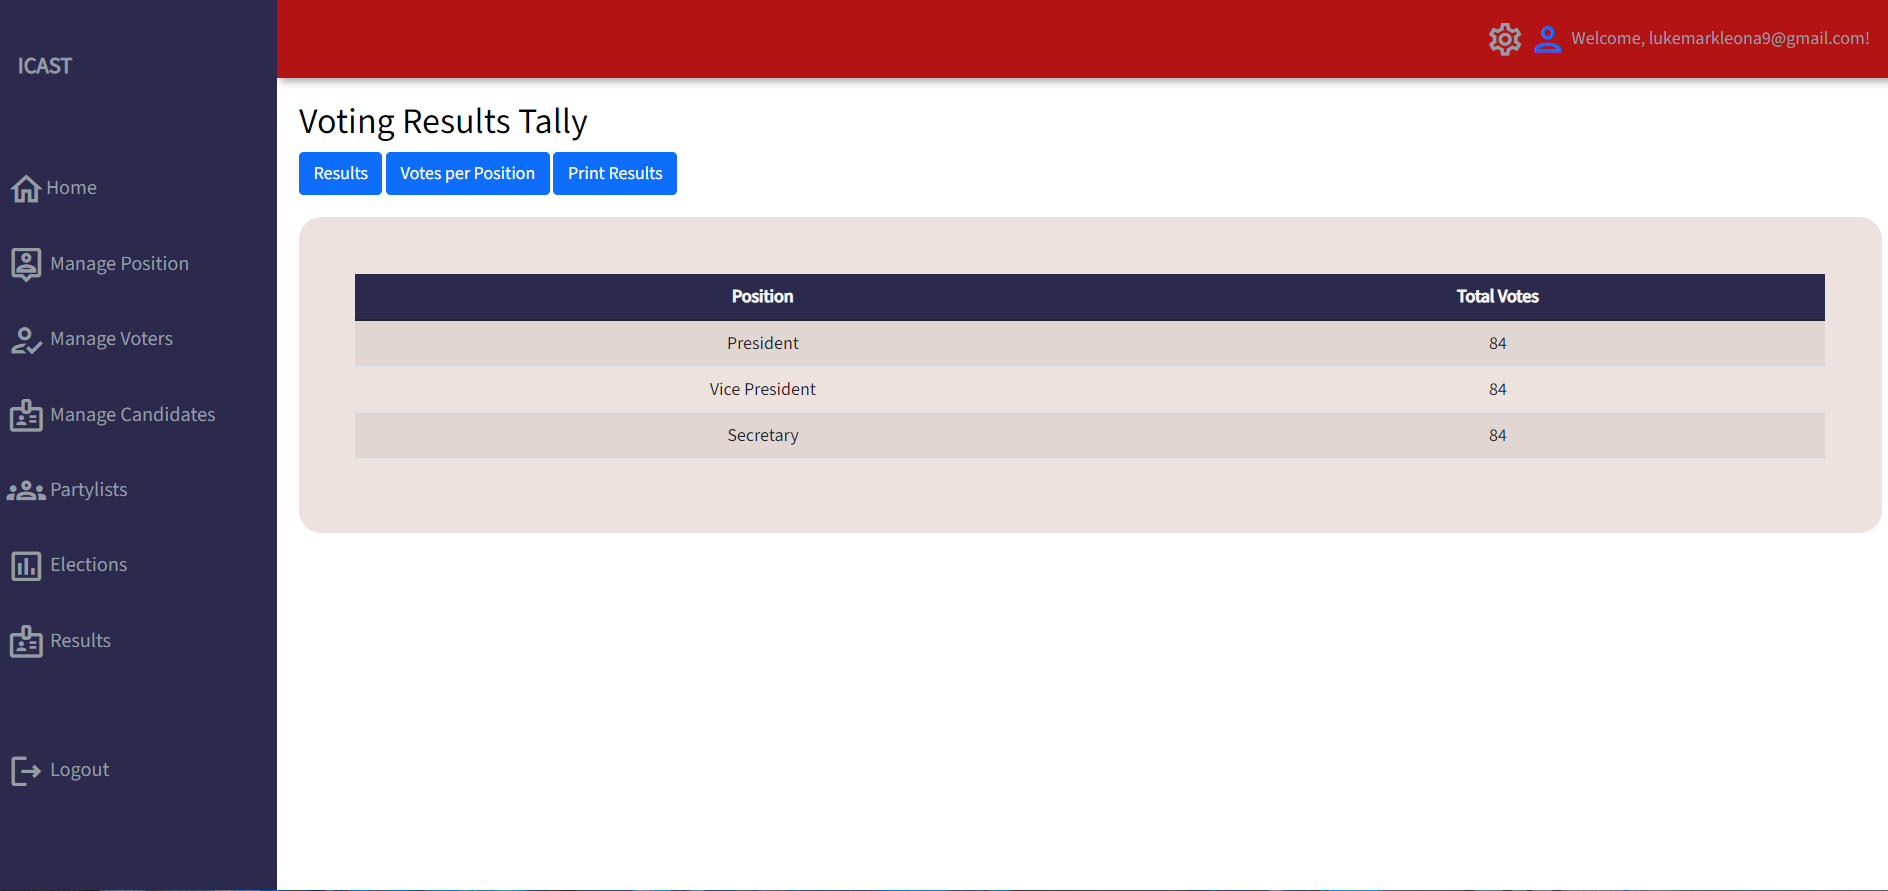 ICAST
Welcome, lukemarkleona9@gmail.com!
Home
Manage Position
Manage Voters
Manage Candidates
Partylists
Elections
Results
Logout
Voting Results Tally
Results Votes per Position Print Results
Position Total Votes
President 84
Vice President 84
Secretary 84